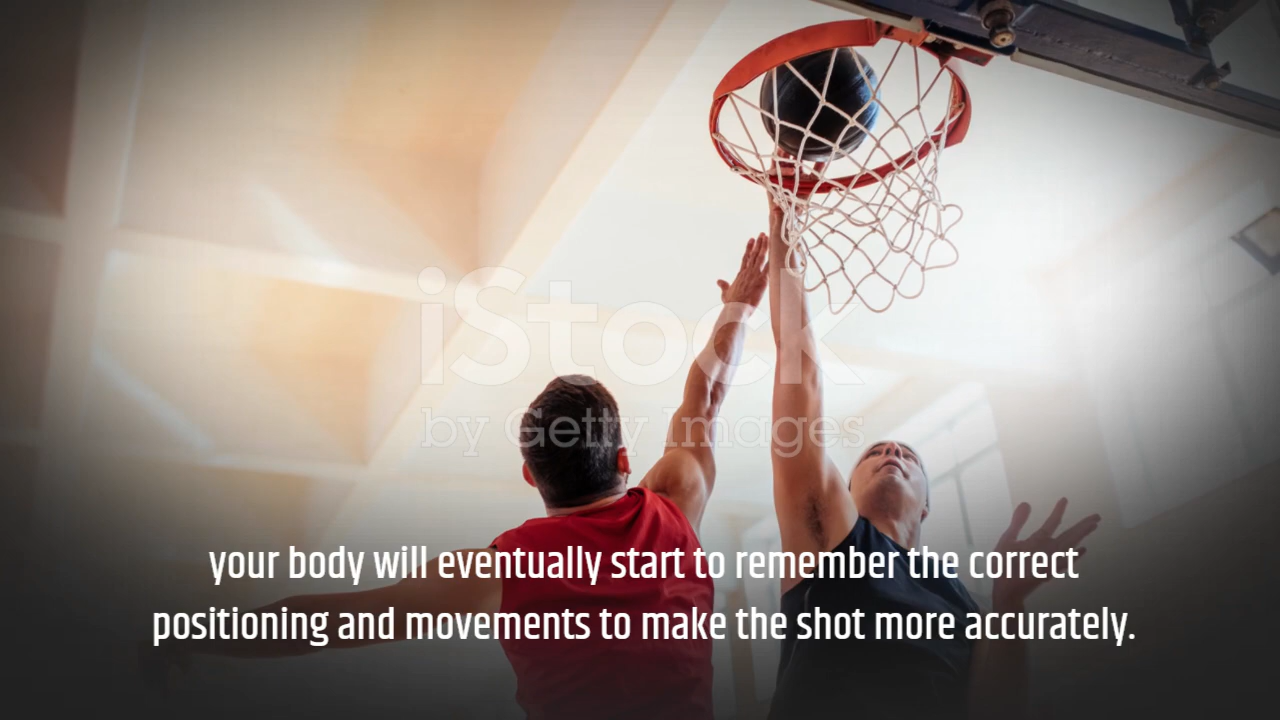 iStock
by Getty Images
your body will eventually start to remember the correct
positioning and movements to make the shot more accurately.